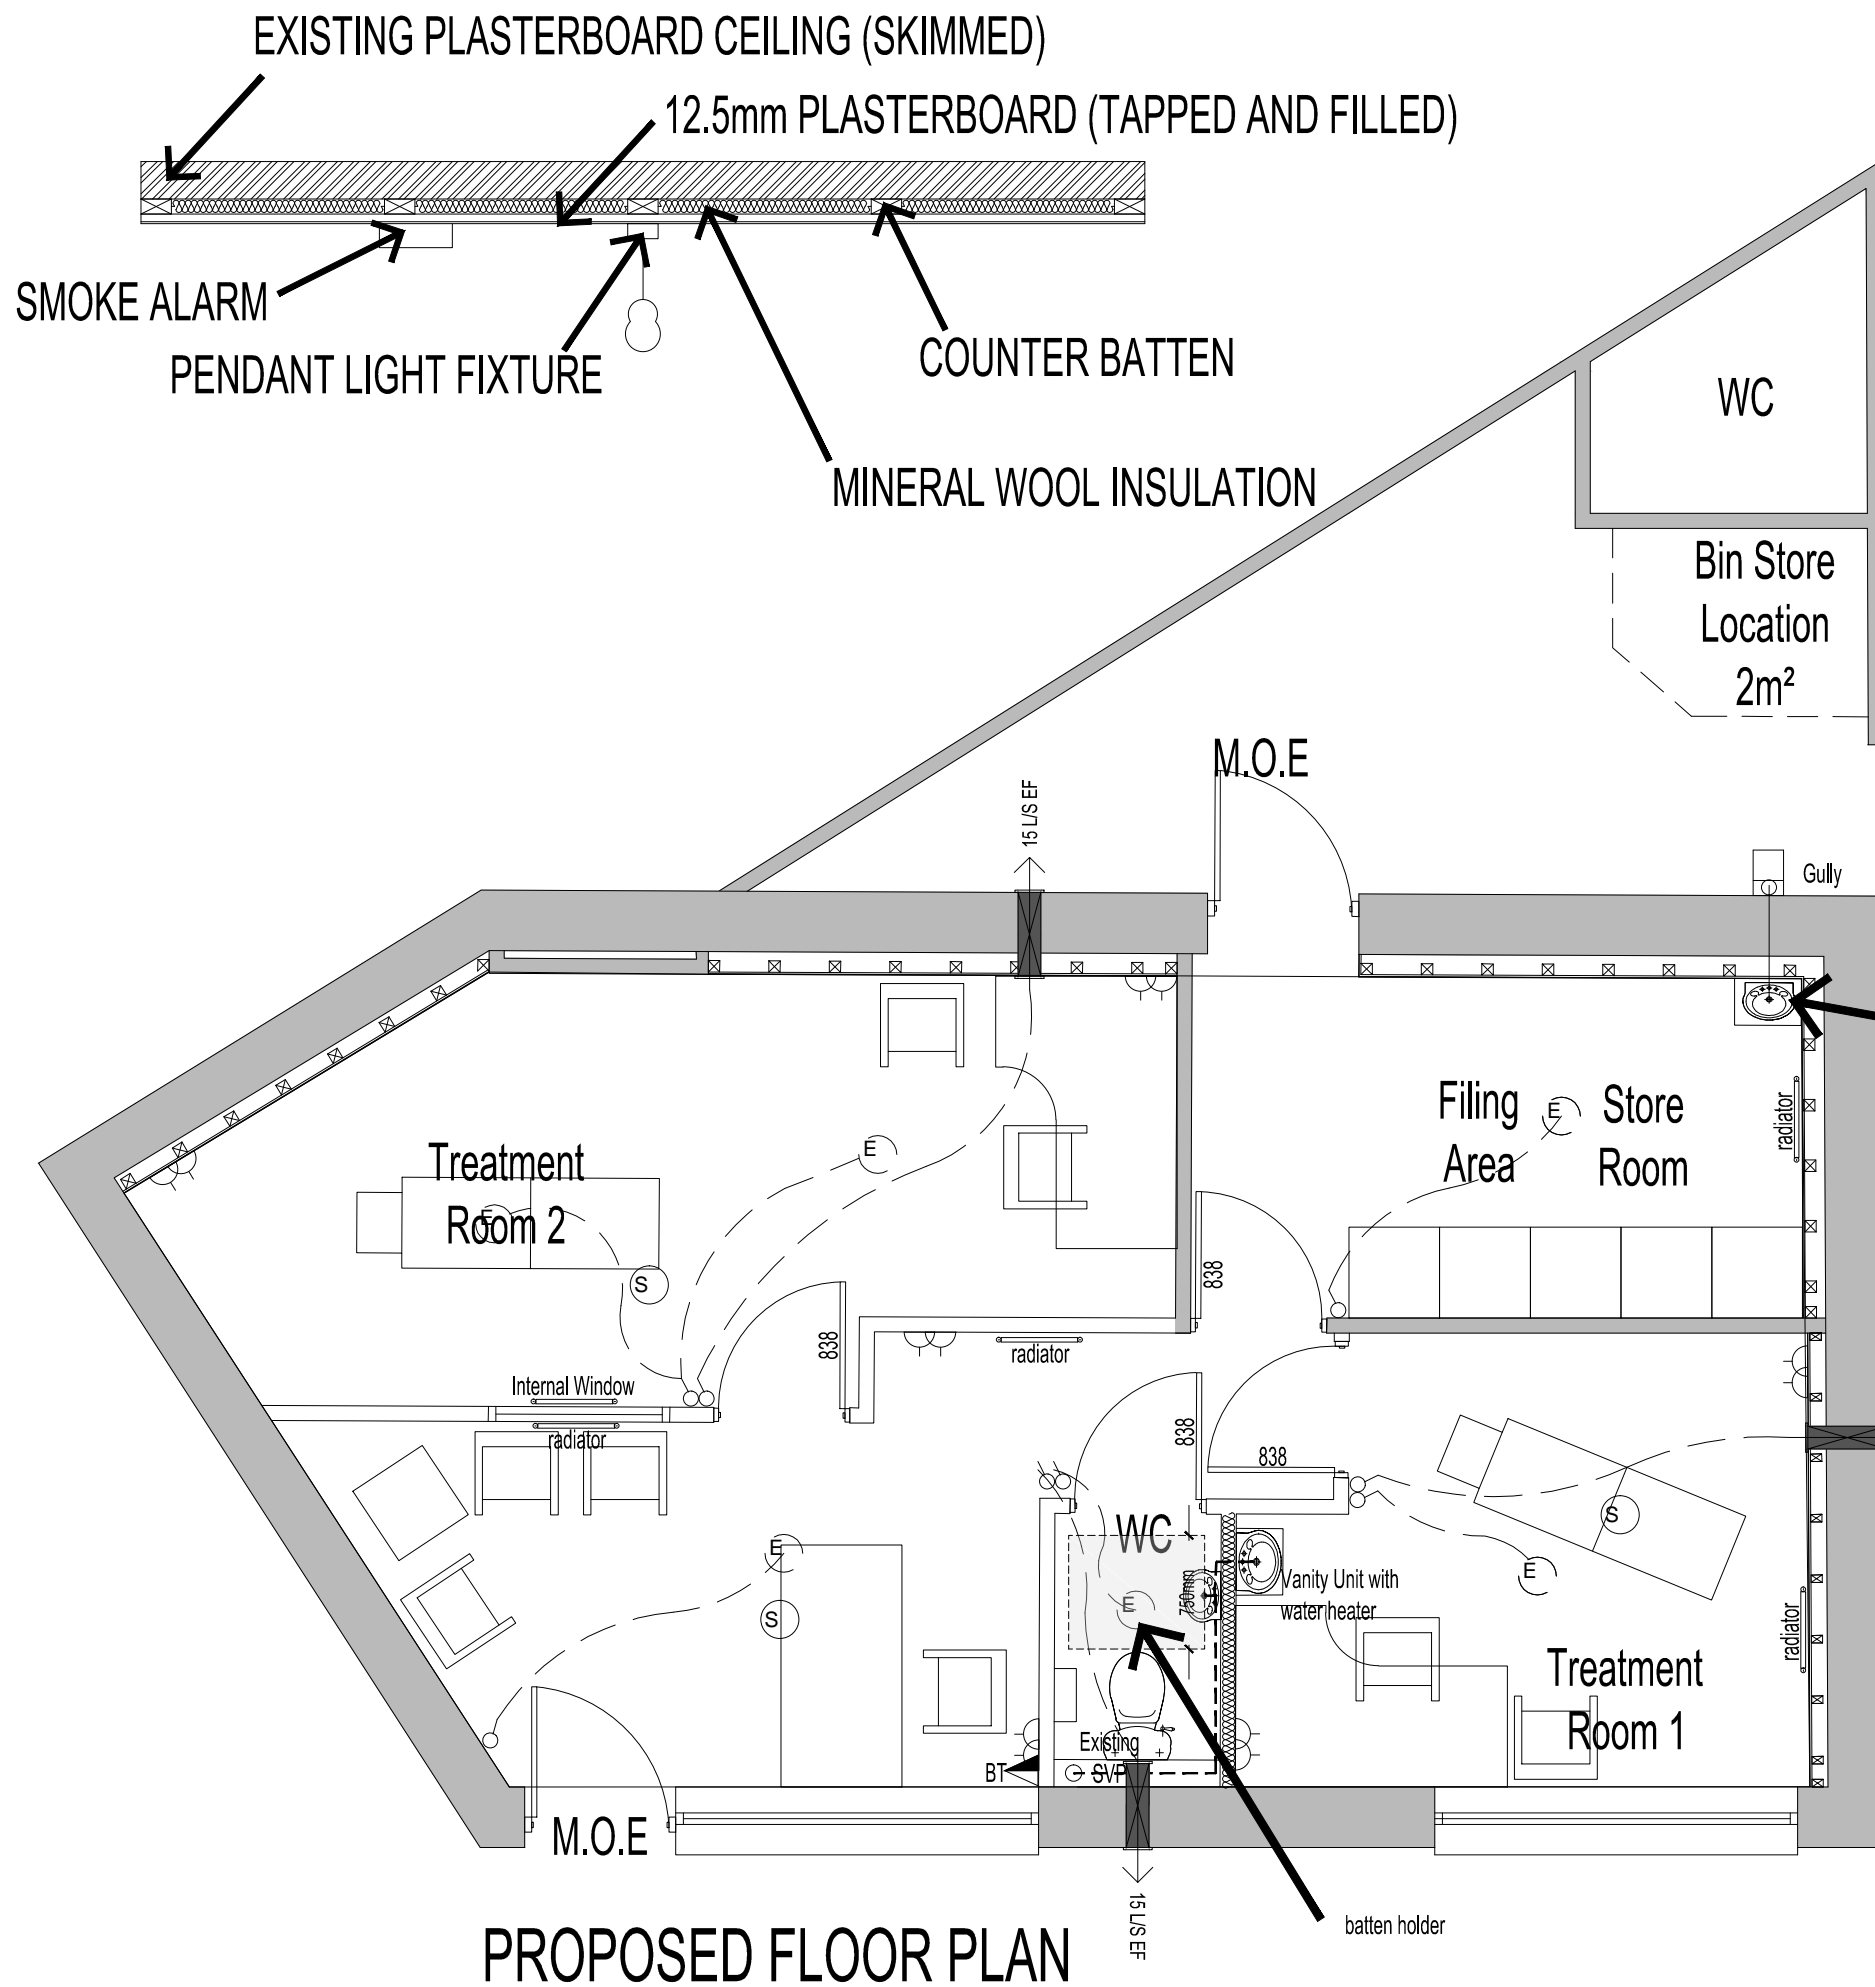 EXISTING PLASTERBOARD CEILING (SKIMMED)
12.5mm PLASTERBOARD (TAPPED AND FILLED)
SMOKE ALARM
PENDANT LIGHT FIXTURE
COUNTER BATTEN
MINERAL WOOL INSULATION
WC
Bin Store
Location
2m²
M.O.E
15 L/S EF
Gully
Filing
Area
E
Store
Room
radiator
Treatment
Room 2
E
E
S
838
838
radiator
Internal Window
radiator
838
838
WC
E
750mm
Vanity Unit with
water heater
S
E
radiator
E
S
Treatment
Room 1
Existing
SVP
BT
M.O.E
15 L/S EF
batten holder
PROPOSED FLOOR PLAN